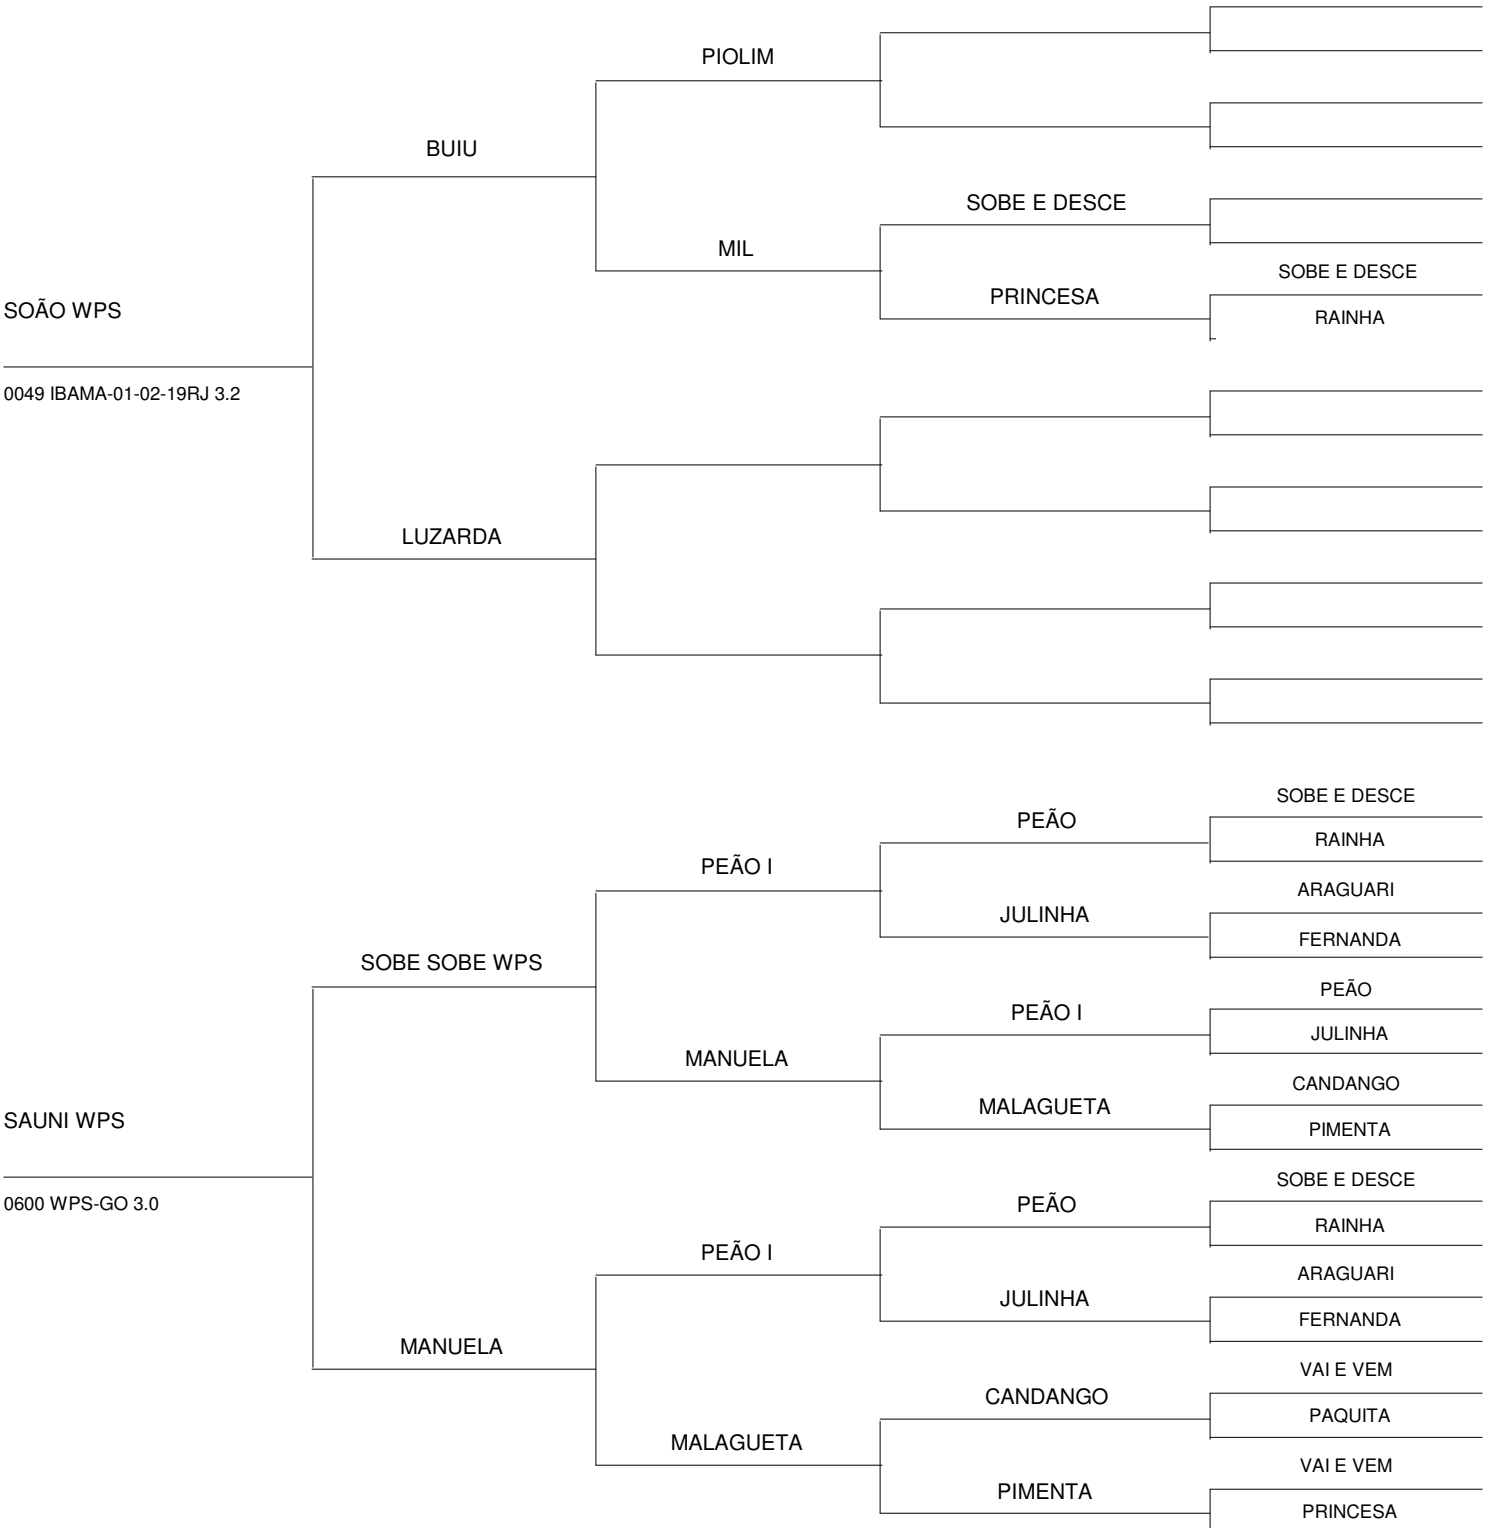 PIOLIM
BUIU
SOBE E DESCE
MIL
SOBE E DESCE
PRINCESA
SOÃO WPS
RAINHA
0049 IBAMA-01-02-19RJ 3.2
LUZARDA
SOBE E DESCE
PEÃO
RAINHA
PEÃO I
ARAGUARI
JULINHA
FERNANDA
SOBE SOBE WPS
PEÃO
PEÃO I
JULINHA
MANUELA
CANDANGO
MALAGUETA
SAUNI WPS
PIMENTA
SOBE E DESCE
0600 WPS-GO 3.0
PEÃO
RAINHA
PEÃO I
ARAGUARI
JULINHA
FERNANDA
MANUELA
VAI E VEM
CANDANGO
PAQUITA
MALAGUETA
VAI E VEM
PIMENTA
PRINCESA